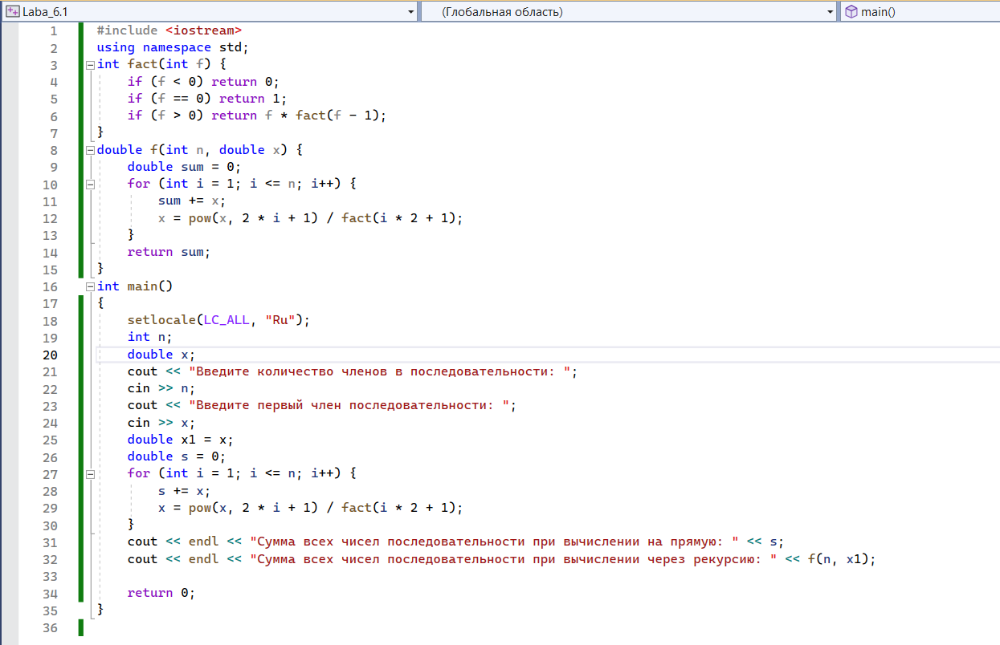 Laba_6.1 (Глобальная область) main()
1 #include <iostream>
2 using namespace std;
3 int fact(int f) {
4 if (f < 0) return 0;
5 if (f == 0) return 1;
6 if (f > 0) return f * fact(f - 1);
7 }
8 double f(int n, double x) {
9 double sum = 0;
10 for (int i = 1; i <= n; i++) {
11 sum += x;
12 x = pow(x, 2 * i + 1) / fact(i * 2 + 1);
13 }
14 return sum;
15 }
16 int main()
17 {
18 setlocale(LC_ALL, "Ru");
19 int n;
20 double x;
21 cout << "Введите количество членов в последовательности: ";
22 cin >> n;
23 cout << "Введите первый член последовательности: ";
24 cin >> x;
25 double x1 = x;
26 double s = 0;
27 for (int i = 1; i <= n; i++) {
28 s += x;
29 x = pow(x, 2 * i + 1) / fact(i * 2 + 1);
30 }
31 cout << endl << "Сумма всех чисел последовательности при вычислении на прямую: " << s;
32 cout << endl << "Сумма всех чисел последовательности при вычислении через рекурсию: " << f(n, x1);
33
34 return 0;
35 }
36